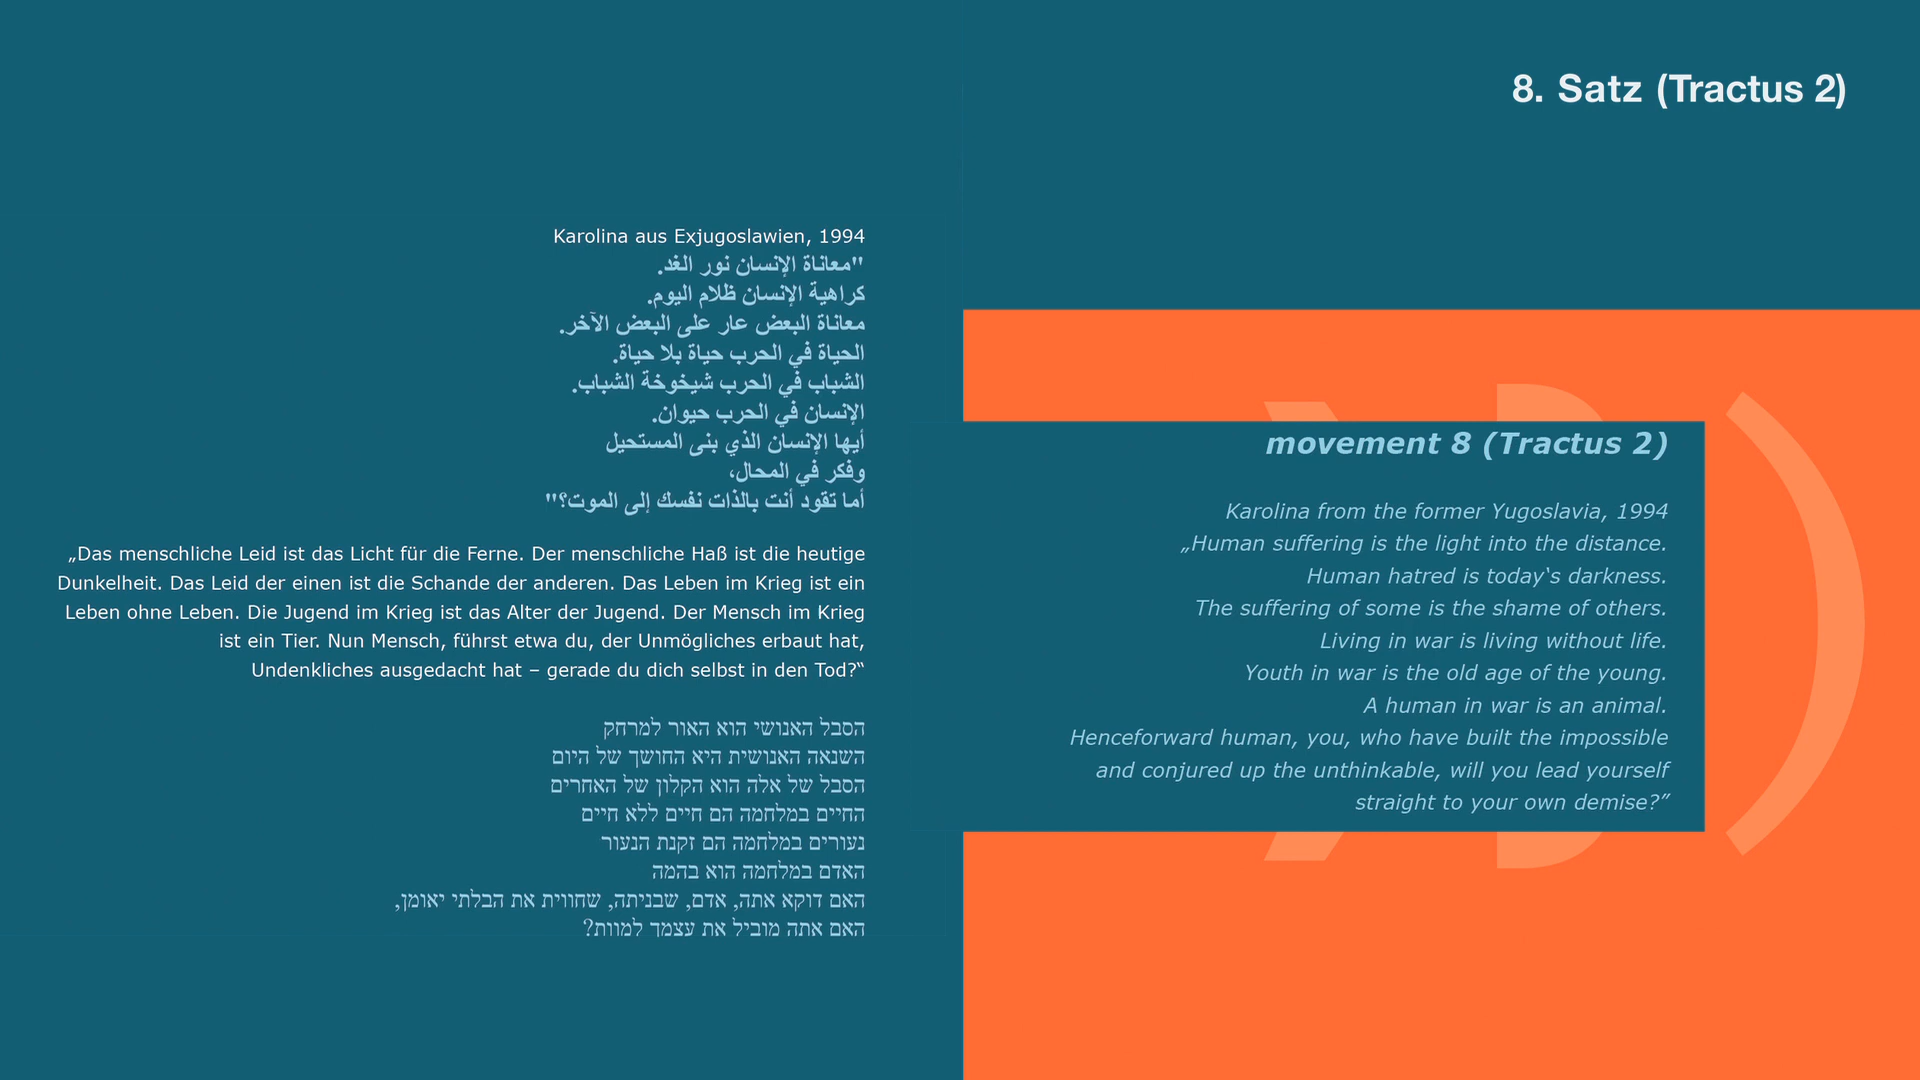 8. Satz (Tractus 2)
Karolina aus Exjugoslawien, 1994
"معاناة الإنسان نور الغد.
كراهية الإنسان ظلام اليوم.
معاناة البعض عار على البعض الآخر.
الحياة في الحرب حياة بلا حياة.
الشباب في الحرب شيخوخة الشباب.
الإنسان في الحرب حيوان.
أيها الإنسان الذي بنى المستحيل
وفكر في المحال،
أما تقود أنت بالذات نفسك إلى الموت؟"
„Das menschliche Leid ist das Licht für die Ferne. Der menschliche Haß ist die heutige
Dunkelheit. Das Leid der einen ist die Schande der anderen. Das Leben im Krieg ist ein
Leben ohne Leben. Die Jugend im Krieg ist das Alter der Jugend. Der Mensch im Krieg
ist ein Tier. Nun Mensch, führst etwa du, der Unmögliches erbaut hat,
Undenkliches ausgedacht hat – gerade du dich selbst in den Tod?“
הסבל האנושי הוא האור למרחק
השנאה האנושית היא החושך של היום
הסבל של אלה הוא הקלון של האחרים
החיים במלחמה הם חיים ללא חיים
נעורים במלחמה הם זקנת הנעור
האדם במלחמה הוא בהמה
האם דוקא אתה, אדם, שבניתה, שחווית את הבלתי יאומן,
האם אתה מוביל את עצמך למוות?
movement 8 (Tractus 2)
Karolina from the former Yugoslavia, 1994
„Human suffering is the light into the distance.
Human hatred is today‘s darkness.
The suffering of some is the shame of others.
Living in war is living without life.
Youth in war is the old age of the young.
A human in war is an animal.
Henceforward human, you, who have built the impossible
and conjured up the unthinkable, will you lead yourself
straight to your own demise?”